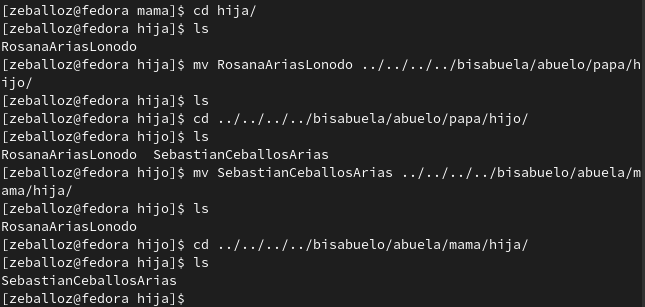 [zeballoz@fedora mama]$ cd hija/
[zeballoz@fedora hija]$ ls
RosanaAriasLonodo
[zeballoz@fedora hija]$ mv RosanaAriasLonodo ../../../../bisabuela/abuelo/papa/h
ijo/
[zeballoz@fedora hija]$ ls
[zeballoz@fedora hija]$ cd ../../../../bisabuela/abuelo/papa/hijo/
[zeballoz@fedora hijo]$ ls
RosanaAriasLonodo  SebastianCeballosArias
[zeballoz@fedora hijo]$ mv SebastianCeballosArias ../../../../bisabuelo/abuela/m
ama/hija/
[zeballoz@fedora hijo]$ ls
RosanaAriasLonodo
[zeballoz@fedora hijo]$ cd ../../../../bisabuelo/abuela/mama/hija/
[zeballoz@fedora hija]$ ls
SebastianCeballosArias
[zeballoz@fedora hija]$